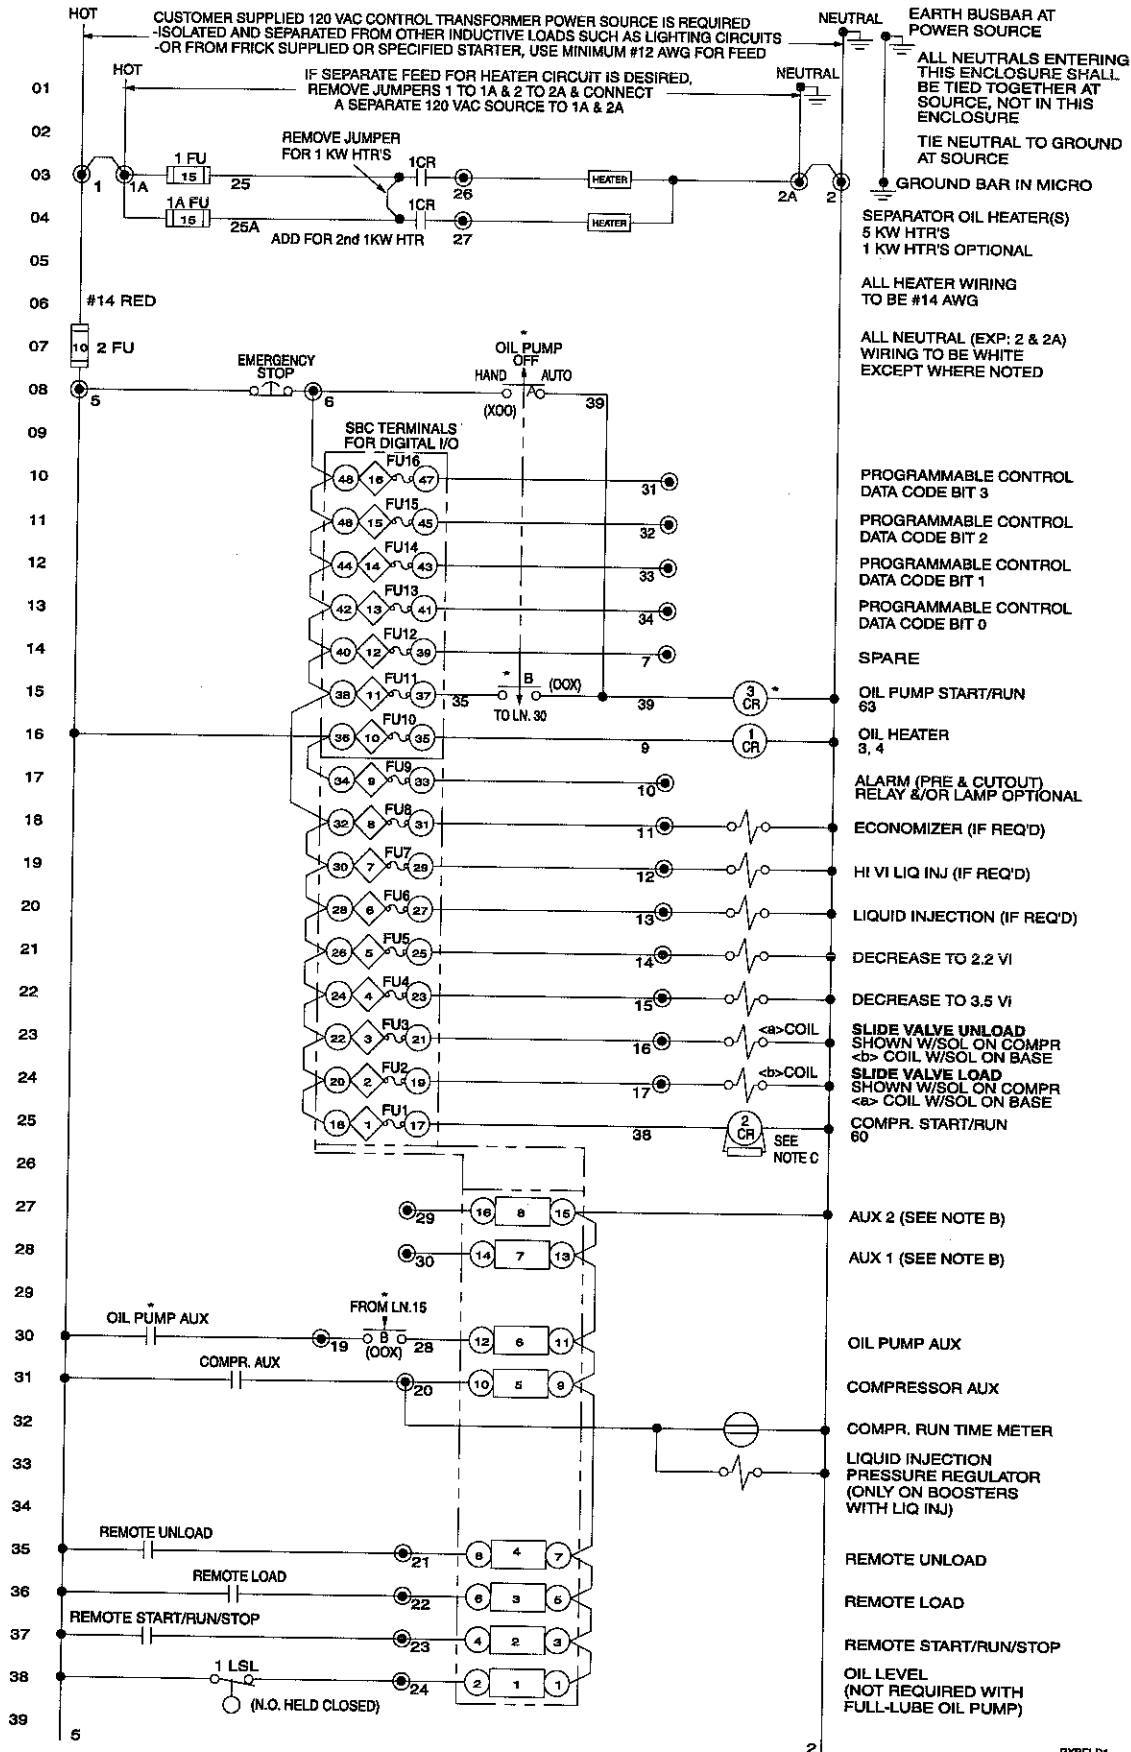 HOT
CUSTOMER SUPPLIED 120 VAC CONTROL TRANSFORMER POWER SOURCE IS REQUIRED
-ISOLATED AND SEPARATED FROM OTHER INDUCTIVE LOADS SUCH AS LIGHTING CIRCUITS
-OR FROM FRICK SUPPLIED OR SPECIFIED STARTER, USE MINIMUM #12 AWG FOR FEED
NEUTRAL
EARTH BUSBAR AT
POWER SOURCE
ALL NEUTRALS ENTERING
THIS ENCLOSURE SHALL
BE TIED TOGETHER AT
SOURCE, NOT IN THIS
ENCLOSURE
TIE NEUTRAL TO GROUND
AT SOURCE
GROUND BAR IN MICRO
01
HOT
IF SEPARATE FEED FOR HEATER CIRCUIT IS DESIRED,
REMOVE JUMPERS 1 TO 1A & 2 TO 2A & CONNECT
A SEPARATE 120 VAC SOURCE TO 1A & 2A
NEUTRAL
02
REMOVE JUMPER
FOR 1 KW HTR'S
03
1 1A 1 FU 15 25 1CR 26 HEATER 2A 2
04
1A FU 15 25A 1CR 27 HEATER
ADD FOR 2nd 1KW HTR
SEPARATOR OIL HEATER(S)
5 KW HTR'S
1 KW HTR'S OPTIONAL
05
06 #14 RED
ALL HEATER WIRING
TO BE #14 AWG
07 10 2 FU
ALL NEUTRAL (EXP: 2 & 2A)
WIRING TO BE WHITE
EXCEPT WHERE NOTED
*
OIL PUMP
OFF
HAND AUTO
EMERGENCY
STOP
08 5 6 A 39
(XOO)
09
SBC TERMINALS
FOR DIGITAL I/O
10 FU16 48 16 47 31
PROGRAMMABLE CONTROL
DATA CODE BIT 3
11 FU15 46 15 45 32
PROGRAMMABLE CONTROL
DATA CODE BIT 2
12 FU14 44 14 43 33
PROGRAMMABLE CONTROL
DATA CODE BIT 1
13 FU13 42 13 41 34
PROGRAMMABLE CONTROL
DATA CODE BIT 0
14 FU12 40 12 39 7 SPARE
15 FU11 38 11 37 35 * B (OOX) 39 3 CR *
TO LN. 30
OIL PUMP START/RUN
63
16 FU10 36 10 35 9 1 CR
OIL HEATER
3, 4
17 FU9 34 9 33 10
ALARM (PRE & CUTOUT)
RELAY &/OR LAMP OPTIONAL
18 FU8 32 8 31 11 ECONOMIZER (IF REQ'D)
19 FU7 30 7 29 12 HI VI LIQ INJ (IF REQ'D)
20 FU6 28 6 27 13 LIQUID INJECTION (IF REQ'D)
21 FU5 26 5 25 14 DECREASE TO 2.2 VI
22 FU4 24 4 23 15 DECREASE TO 3.5 Vi
23 FU3 22 3 21 16 <a>COIL
SLIDE VALVE UNLOAD
SHOWN W/SOL ON COMPR
<b> COIL W/SOL ON BASE
24 FU2 20 2 19 17 <b>COIL
SLIDE VALVE LOAD
SHOWN W/SOL ON COMPR
<a> COIL W/SOL ON BASE
25 FU1 18 1 17 38 2 CR
SEE
NOTE C
COMPR. START/RUN
60
26
27 29 16 8 15 AUX 2 (SEE NOTE B)
28 30 14 7 13 AUX 1 (SEE NOTE B)
29
*
FROM LN.15
*
OIL PUMP AUX
30 19 B 28 12 6 11 OIL PUMP AUX
(OOX)
COMPR. AUX
31 20 10 5 9 COMPRESSOR AUX
32 COMPR. RUN TIME METER
33
LIQUID INJECTION
PRESSURE REGULATOR
(ONLY ON BOOSTERS
WITH LIQ INJ)
34
REMOTE UNLOAD
35 21 8 4 7 REMOTE UNLOAD
REMOTE LOAD
36 22 6 3 5 REMOTE LOAD
REMOTE START/RUN/STOP
37 23 4 2 3 REMOTE START/RUN/STOP
1 LSL
38 24 2 1 1
(N.O. HELD CLOSED)
OIL LEVEL
(NOT REQUIRED WITH
FULL-LUBE OIL PUMP)
39 5 2